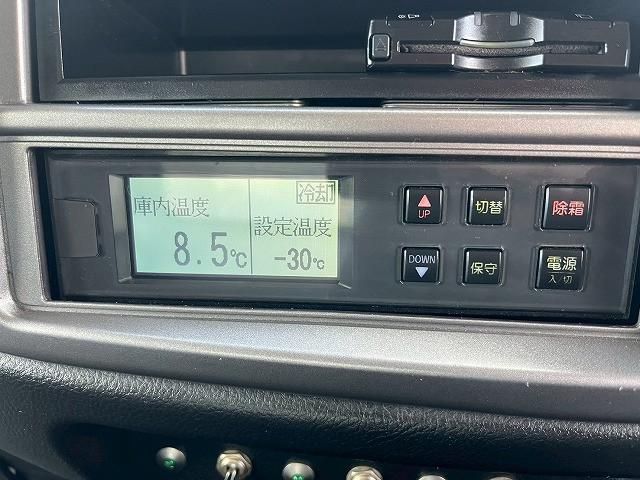 冷却1
庫内温度
設定温度
8.5℃
-30℃
UP
切替
除霜
DOWN
保守
電源
入切